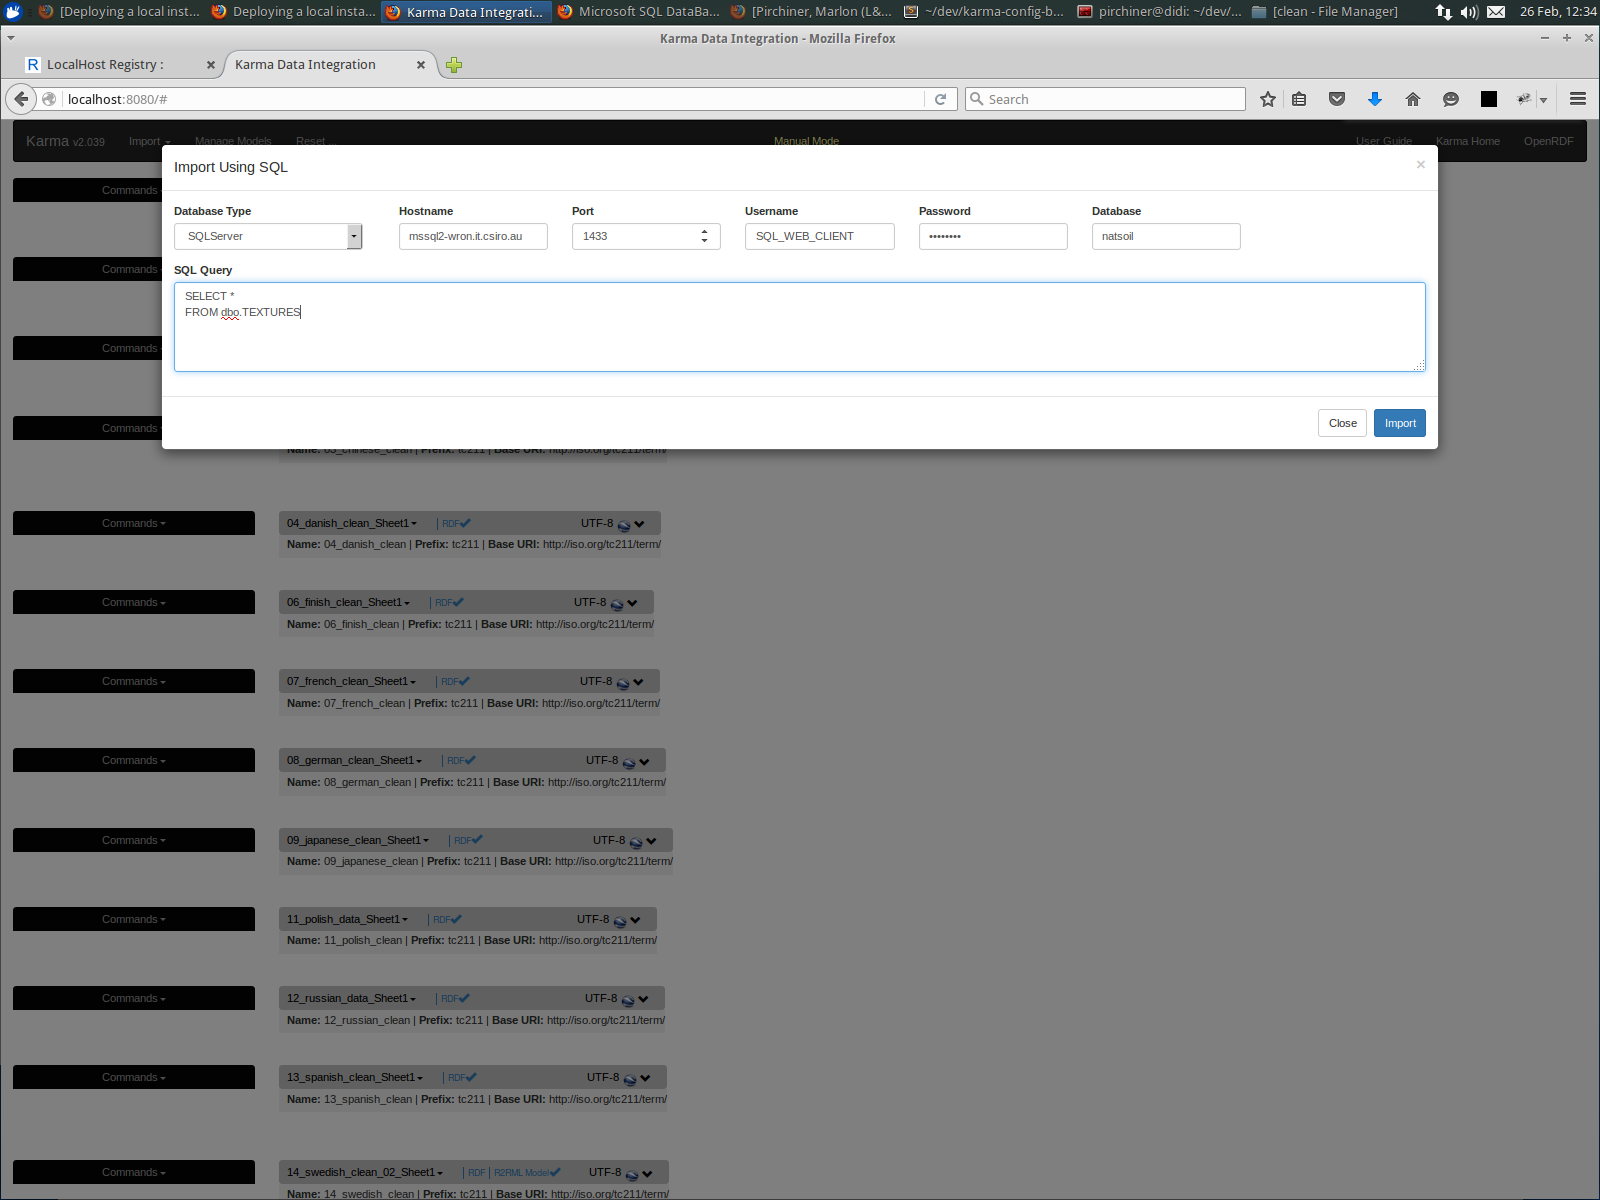 [Deploying a local inst... Deploying a local insta... Karma Data Integrati... Microsoft SQL DataBa... [Pirchiner, Marlon (L&... ~/dev/karma-config-b... pirchiner@didi: ~/dev/... [clean - File Manager] 26 Feb, 12:34
Karma Data Integration - Mozilla Firefox
R LocalHost Registry : Karma Data Integration
localhost:8080/# Search
Karma v2.039 Import Manage Models Reset ... Manual Mode User Guide Karma Home OpenRDF
Import Using SQL ×
Database Type Hostname Port Username Password Database
SQLServer mssql2-wron.it.csiro.au 1433 SQL_WEB_CLIENT •••••••• natsoil
SQL Query
SELECT *
FROM dbo.TEXTURES
Close Import
Commands
Commands
Commands
Commands
Name: 03_chinese_clean | Prefix: tc211 | Base URI: http://iso.org/tc211/term/
Commands 04_danish_clean_Sheet1 | RDF UTF-8
Name: 04_danish_clean | Prefix: tc211 | Base URI: http://iso.org/tc211/term/
Commands 06_finish_clean_Sheet1 | RDF UTF-8
Name: 06_finish_clean | Prefix: tc211 | Base URI: http://iso.org/tc211/term/
Commands 07_french_clean_Sheet1 | RDF UTF-8
Name: 07_french_clean | Prefix: tc211 | Base URI: http://iso.org/tc211/term/
Commands 08_german_clean_Sheet1 | RDF UTF-8
Name: 08_german_clean | Prefix: tc211 | Base URI: http://iso.org/tc211/term/
Commands 09_japanese_clean_Sheet1 | RDF UTF-8
Name: 09_japanese_clean | Prefix: tc211 | Base URI: http://iso.org/tc211/term/
Commands 11_polish_data_Sheet1 | RDF UTF-8
Name: 11_polish_clean | Prefix: tc211 | Base URI: http://iso.org/tc211/term/
Commands 12_russian_data_Sheet1 | RDF UTF-8
Name: 12_russian_clean | Prefix: tc211 | Base URI: http://iso.org/tc211/term/
Commands 13_spanish_clean_Sheet1 | RDF UTF-8
Name: 13_spanish_clean | Prefix: tc211 | Base URI: http://iso.org/tc211/term/
Commands 14_swedish_clean_02_Sheet1 | RDF | R2RML Model UTF-8
Name: 14_swedish_clean | Prefix: tc211 | Base URI: http://iso.org/tc211/term/